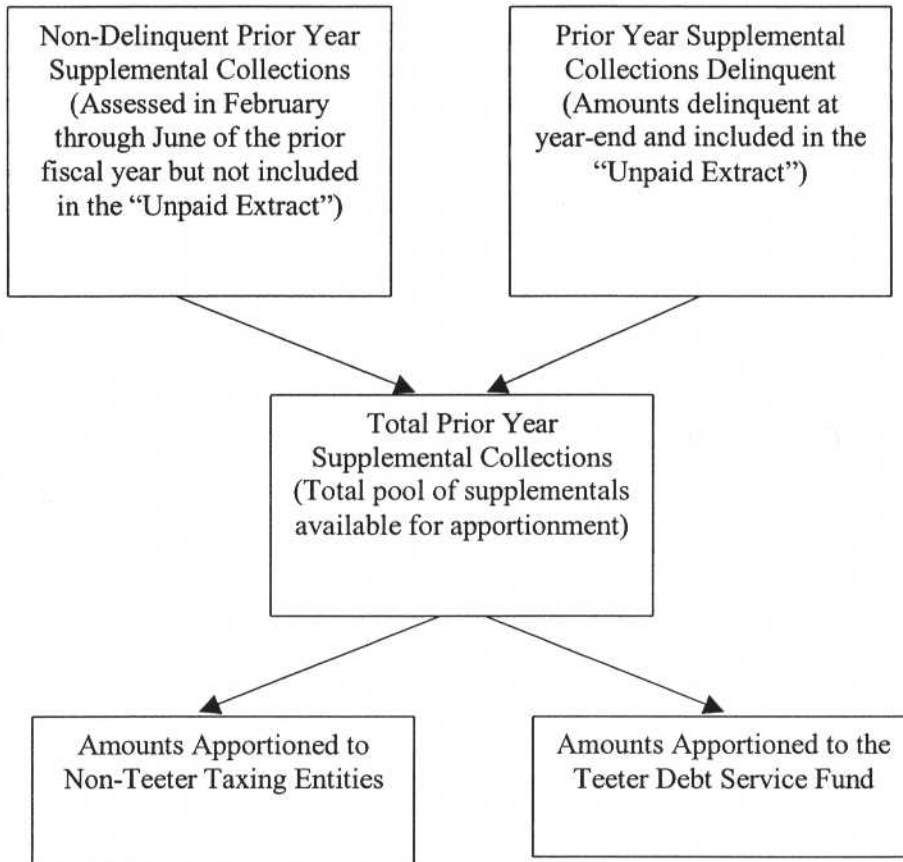 Non-Delinquent Prior Year
Supplemental Collections
(Assessed in February
through June of the prior
fiscal year but not included
in the “Unpaid Extract”)
Prior Year Supplemental
Collections Delinquent
(Amounts delinquent at
year-end and included in the
“Unpaid Extract”)
Total Prior Year
Supplemental Collections
(Total pool of supplementals
available for apportionment)
Amounts Apportioned to
Non-Teeter Taxing Entities
Amounts Apportioned to the
Teeter Debt Service Fund